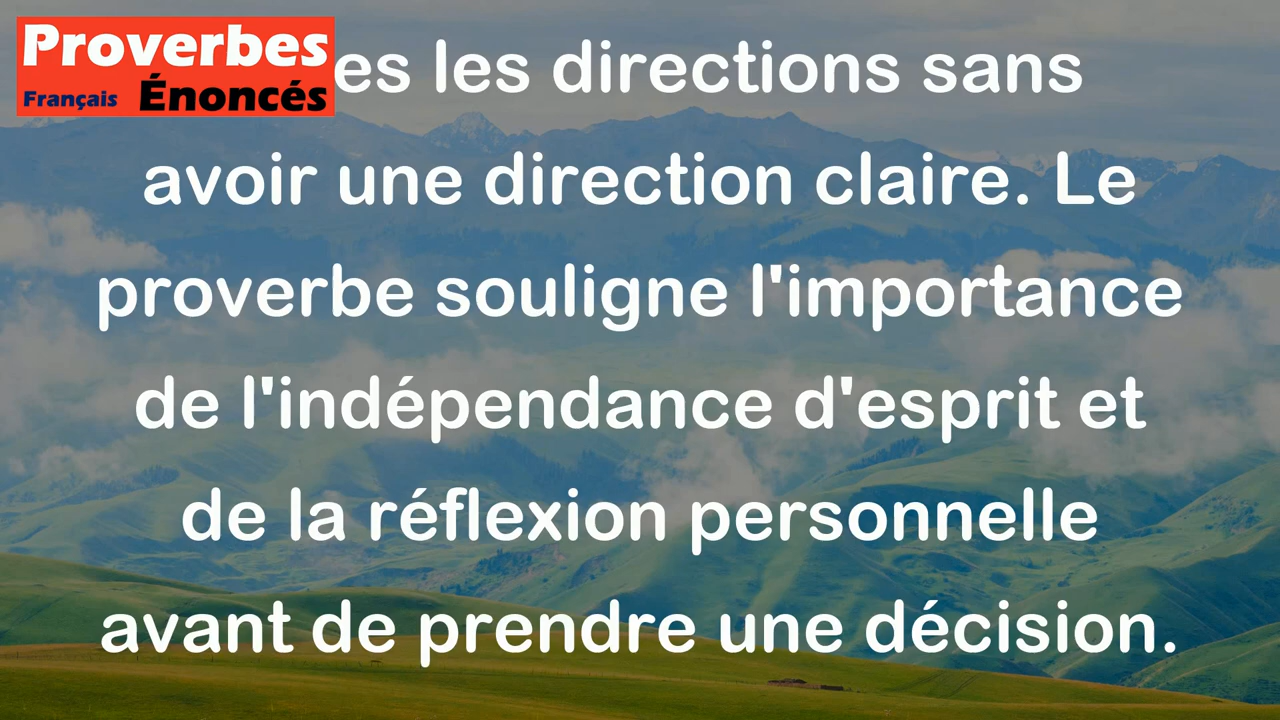 Proverbes
Français Énoncés
es les directions sans
avoir une direction claire. Le
proverbe souligne l'importance
de l'indépendance d'esprit et
de la réflexion personnelle
avant de prendre une décision.